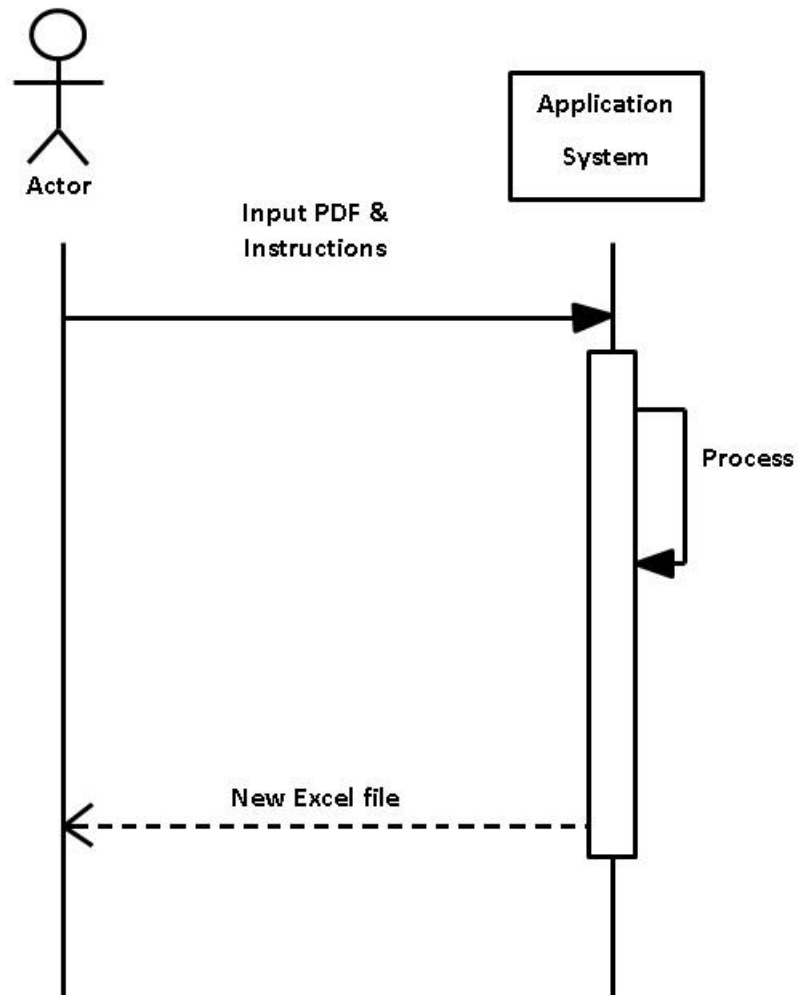 Application
System
Actor
Input PDF &
Instructions
Process
New Excel file